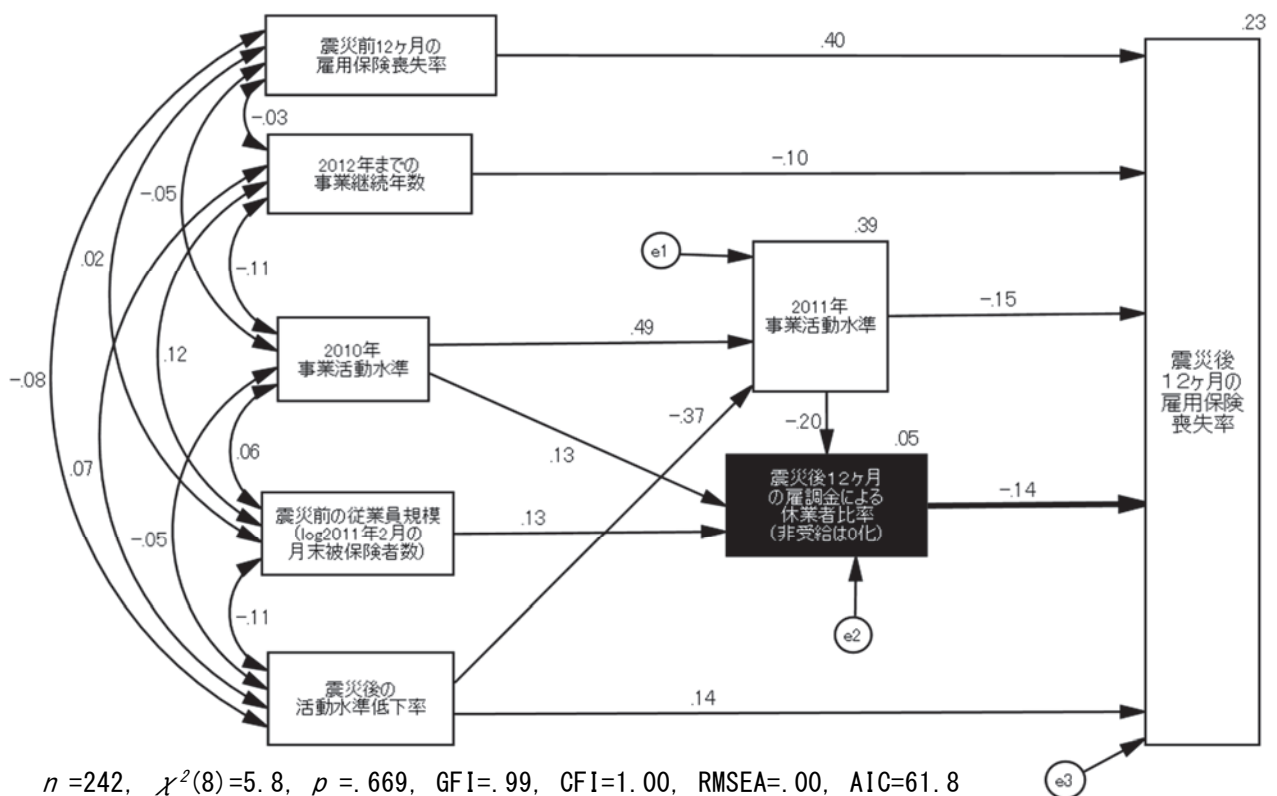 .23
震災前12ヶ月の
雇用保険喪失率
.40
-.03
2012年までの
事業継続年数
-.10
-.05
.02
-.11
e1
.39
2011年
事業活動水準
-.15
.49
2010年
事業活動水準
.12
-.08
震災後
12ヶ月の
雇用保険
喪失率
-.37
-.20
.05
.06
.13
.07
震災後12ヶ月
の雇調金による
休業者比率
(非受給は0化)
-.14
震災前の従業員規模
(log2011年2月の
月末被保険者数)
.13
-.05
-.11
e2
震災後の
活動水準低下率
.14
n =242, χ²(8)=5.8, p =.669, GFI=.99, CFI=1.00, RMSEA=.00, AIC=61.8
e3